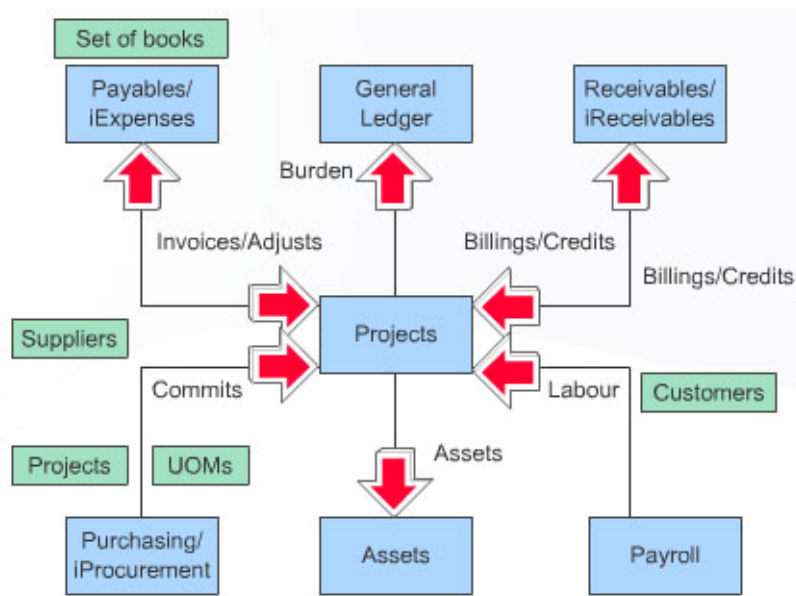 Set of books
Payables/
iExpenses
General
Ledger
Receivables/
iReceivables
Burden
Invoices/Adjusts
Billings/Credits
Billings/Credits
Suppliers
Projects
Commits
Labour
Customers
Projects
UOMs
Assets
Purchasing/
iProcurement
Assets
Payroll